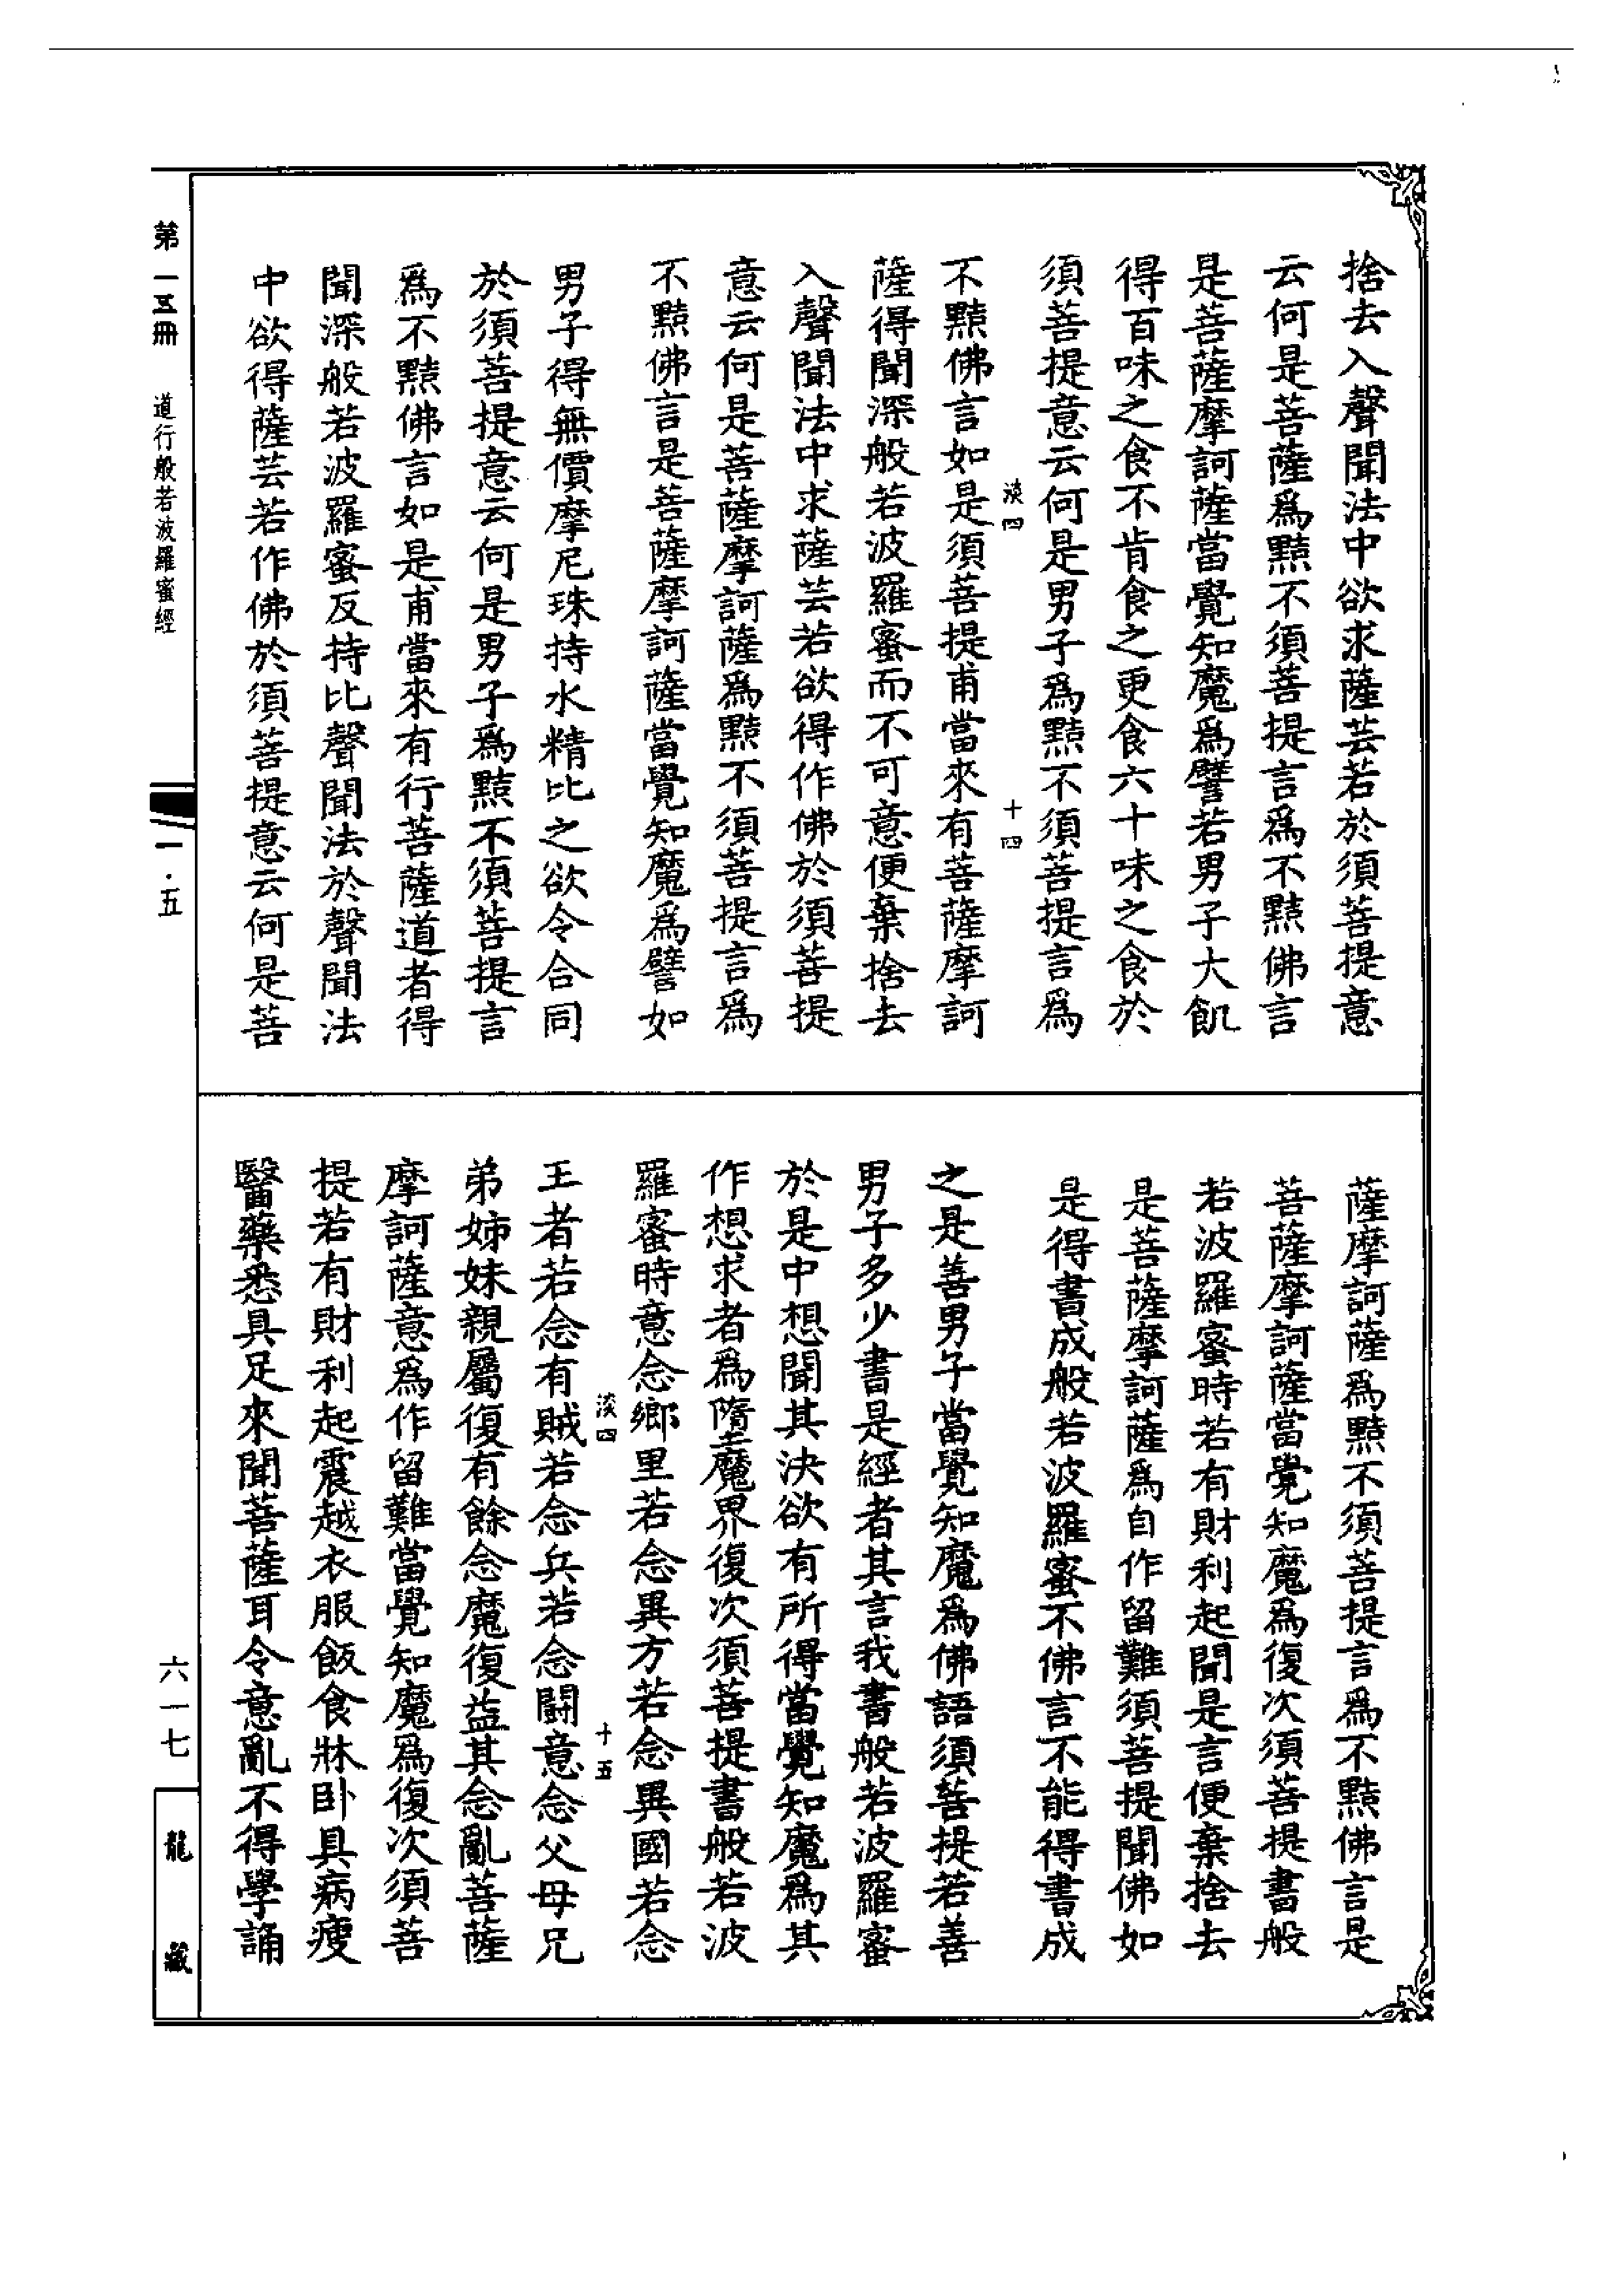 捨去入聲聞法中欲求薩芸若於須菩提意
云何是菩薩爲黠不須菩提言爲不黠佛言
是菩薩摩訶薩當覺知魔爲譬若男子大飢
得百味之食不肯食之更食六十味之食於
須菩提意云何是男子爲黠不須菩提言爲
淡四 十四
不黠佛言如是須菩提甫當來有菩薩摩訶
薩得聞深般若波羅蜜而不可意便棄捨去
入聲聞法中求薩芸若欲得作佛於須菩提
意云何是菩薩摩訶薩爲黠不須菩提言爲
不黠佛言是菩薩摩訶薩當覺知魔爲譬如
男子得無價摩尼珠持水精比之欲令合同
於須菩提意云何是男子爲黠不須菩提言
爲不黠佛言如是甫當來有行菩薩道者得
聞深般若波羅蜜反持比聲聞法於聲聞法
中欲得薩芸若作佛於須菩提意云何是菩
薩摩訶薩爲黠不須菩提言爲不黠佛言是
菩薩摩訶薩當覺知魔爲復次須菩提書般
若波羅蜜時若有財利起聞是言便棄捨去
是菩薩摩訶薩爲自作留難須菩提聞佛如
是得書成般若波羅蜜不佛言不能得書成
之是善男子當覺知魔爲佛語須菩提若善
男子多少書是經者其言我書般若波羅蜜
於是中想聞其決欲有所得當覺知魔爲其
作想求者爲墮魔界復次須菩提書般若波
羅蜜時意念鄉里若念異方若念異國若念
淡四 十五
王者若念有賊若念兵若念鬪意念父母兄
弟姊妹親屬復有餘念魔復益其念亂菩薩
摩訶薩意爲作留難當覺知魔爲復次須菩
提若有財利起震越衣服飯食牀臥具病瘦
醫藥悉具足來聞菩薩耳令意亂不得學誦
第一五冊 道行般若波羅蜜經
一·五
六一七
龍藏